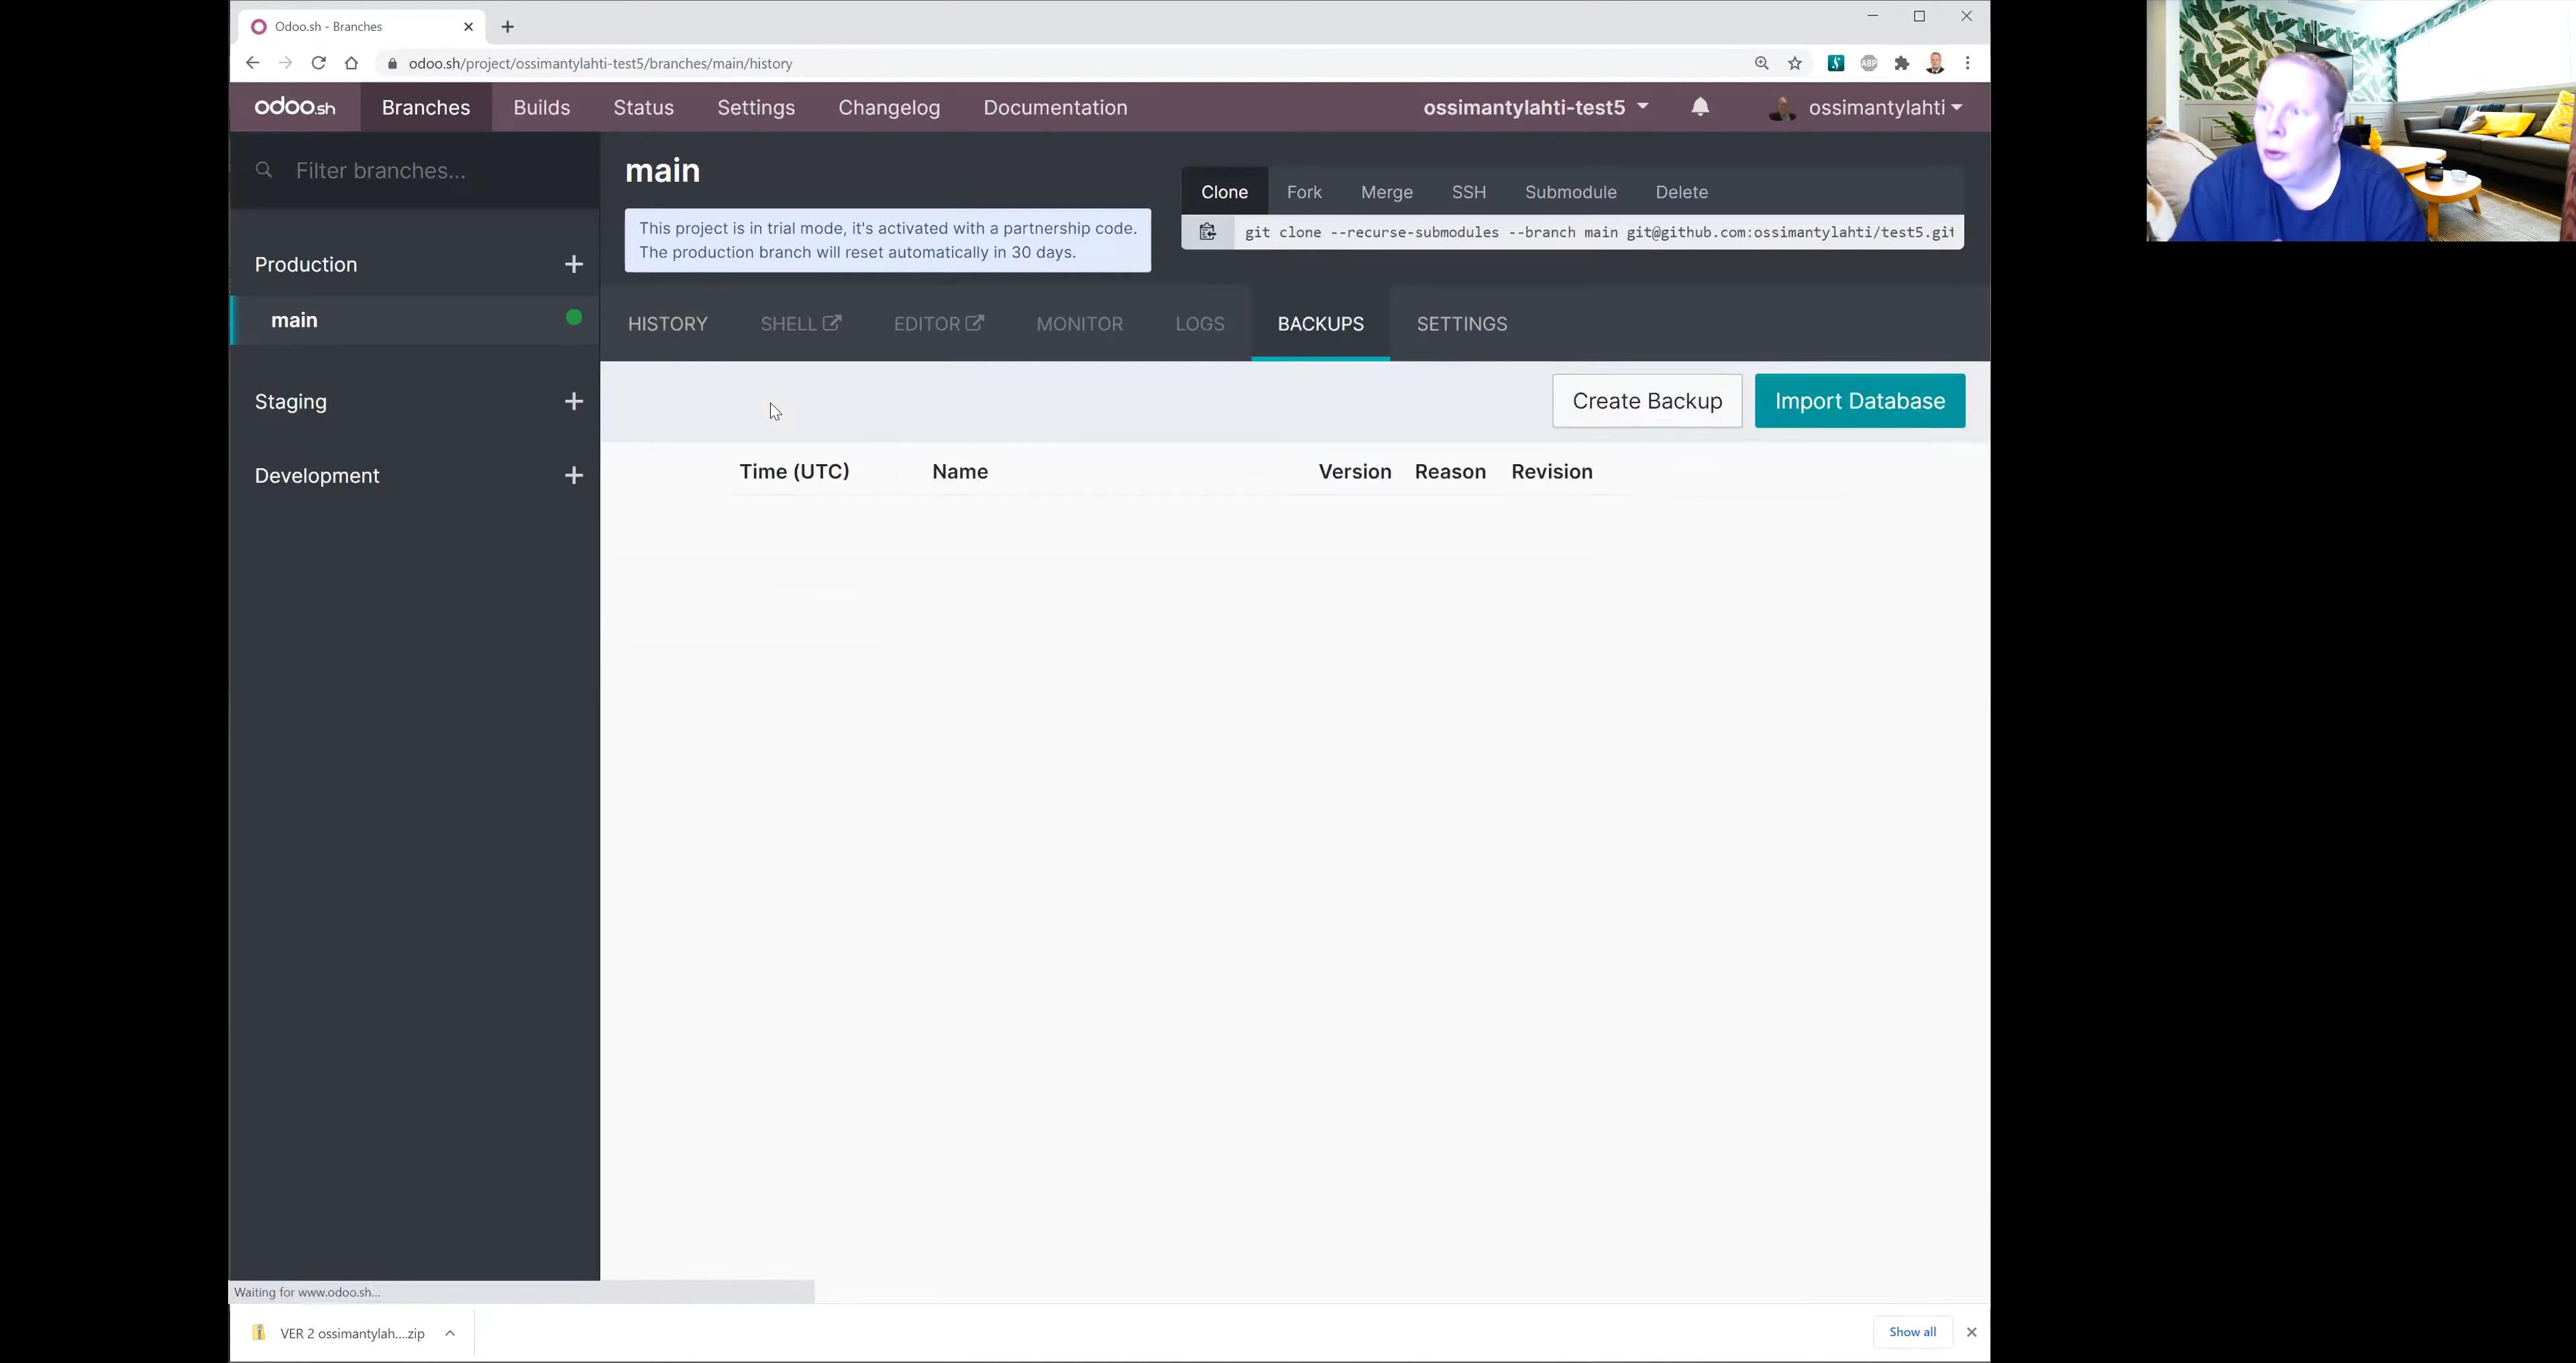 Odoo.sh - Branches
odoo.sh/project/ossimantylahti-test5/branches/main/history
ABP
odoo.sh Branches Builds Status Settings Changelog Documentation ossimantylahti-test5 ossimantylahti
Filter branches...
Production
main
Staging
Development
main
This project is in trial mode, it's activated with a partnership code.
The production branch will reset automatically in 30 days.
Clone Fork Merge SSH Submodule Delete
git clone --recurse-submodules --branch main git@github.com:ossimantylahti/test5.git
HISTORY SHELL EDITOR MONITOR LOGS BACKUPS SETTINGS
Create Backup Import Database
Time (UTC) Name Version Reason Revision
Waiting for www.odoo.sh...
VER 2 ossimantylah....zip
Show all